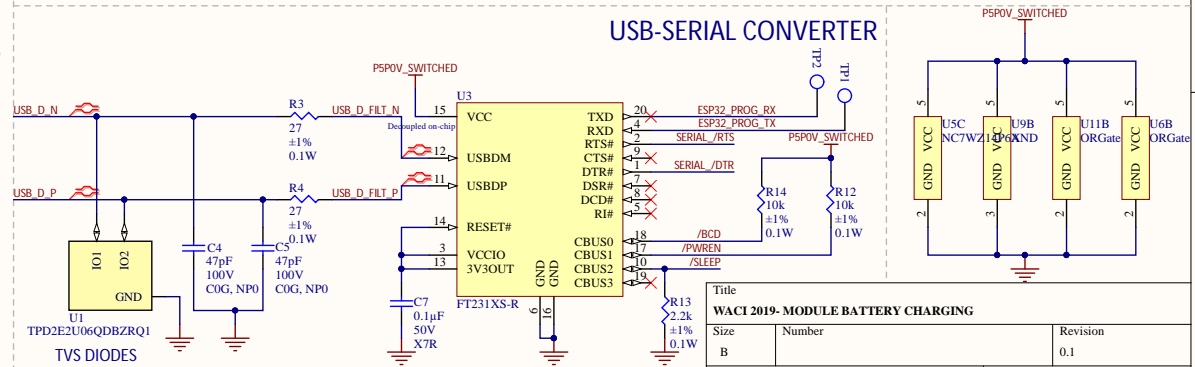 USB-SERIAL CONVERTER
P5P0V_SWITCHED
P5P0V_SWITCHED
USB_D_N
R3
27
±1%
0.1W
USB_D_FILT_N
Decoupled on-chip
USB_D_P
R4
27
±1%
0.1W
USB_D_FILT_P
U1
IO1
IO2
GND
TPD2E2U06QDBZRQ1
TVS DIODES
C4
47pF
100V
C0G, NP0
C5
47pF
100V
C0G, NP0
C7
0.1µF
50V
X7R
U3
15
VCC
12
USBDM
11
USBDP
14
RESET#
3
VCCIO
13
3V3OUT
GND
GND
6
16
FT231XS-R
TXD
20
ESP32_PROG_RX
RXD
4
ESP32_PROG_TX
RTS#
2
SERIAL_/RTS
CTS#
9
DTR#
1
SERIAL_/DTR
DSR#
7
DCD#
8
RI#
5
CBUS0
18
/BCD
CBUS1
17
/PWREN
CBUS2
10
/SLEEP
CBUS3
19
TP2
TP1
P5P0V_SWITCHED
R14
10k
±1%
0.1W
R12
10k
±1%
0.1W
R13
2.2k
±1%
0.1W
5
VCC
GND
2
U5C
5
VCC
GND
3
U9B
5
VCC
GND
2
U11B
ORGate
5
VCC
GND
2
U6B
ORGate
Title
WACI 2019- MODULE BATTERY CHARGING
Size
Number
Revision
B
0.1